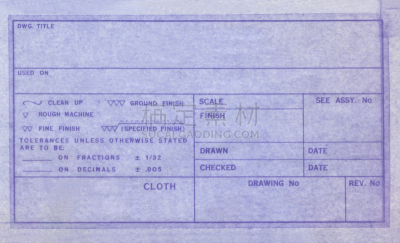 DWG. TITLE
USED ON
CLEAN UP ▽▽▽ GROUND FINISH
▽ ROUGH MACHINE
▽▽ FINE FINISH ▽▽ (SPECIFIED FINISH)
TOLERANCES UNLESS OTHERWISE STATED
ARE TO BE:
ON FRACTIONS ± 1/32
ON DECIMALS ± .005
CLOTH
SCALE
FINISH
SEE ASSY. No
DRAWN DATE
CHECKED DATE
DRAWING No REV. No